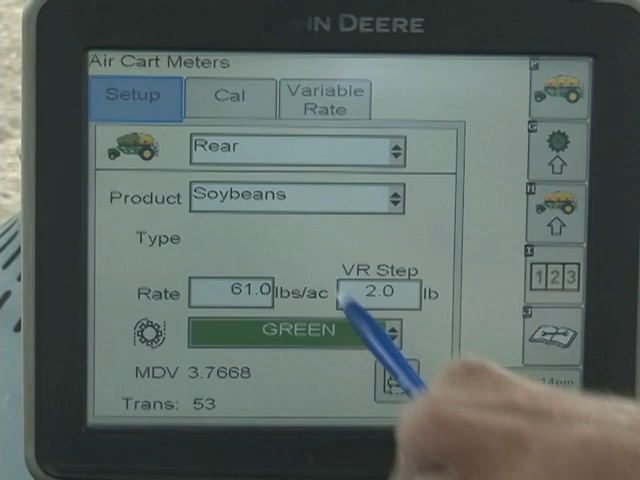 JOHN DEERE
Air Cart Meters
Setup Cal Variable Rate
Rear
Product Soybeans
Type
VR Step
Rate 61.0 lbs/ac 2.0 lb
GREEN
MDV 3.7668
Trans: 53
1 2 3